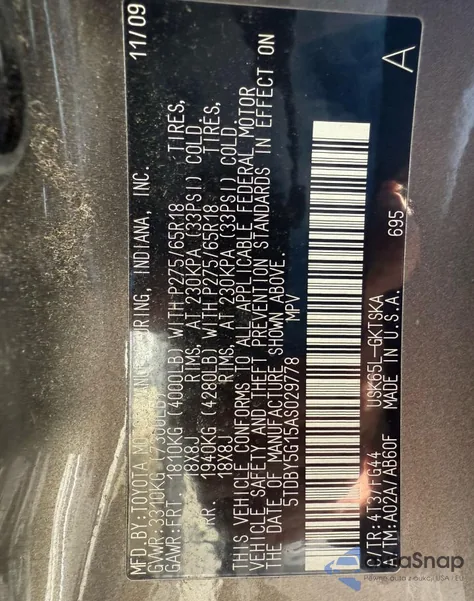 MFD.BY:TOYOTA MOTOR MANUFACTURING, INDIANA, INC. 11/09
GVWR:3310KG (7300LB)
GAWR:FRT. 1810KG (4000LB) WITH P275/65R18 TIRES,
18X8J RIMS, AT 230KPA (33PSI) COLD.
RR. 1940KG (4280LB) WITH P275/65R18 TIRES,
18X8J RIMS, AT 230KPA (33PSI) COLD.
THIS VEHICLE CONFORMS TO ALL APPLICABLE FEDERAL MOTOR
VEHICLE SAFETY AND THEFT PREVENTION STANDARDS IN EFFECT ON
THE DATE OF MANUFACTURE SHOWN ABOVE.
5TDBY5G15AS029778 MPV
A
695
C/TR:4T3/FG44 USK65L-GKTSKA
A/TM:A02A/AB60F MADE IN U.S.A.